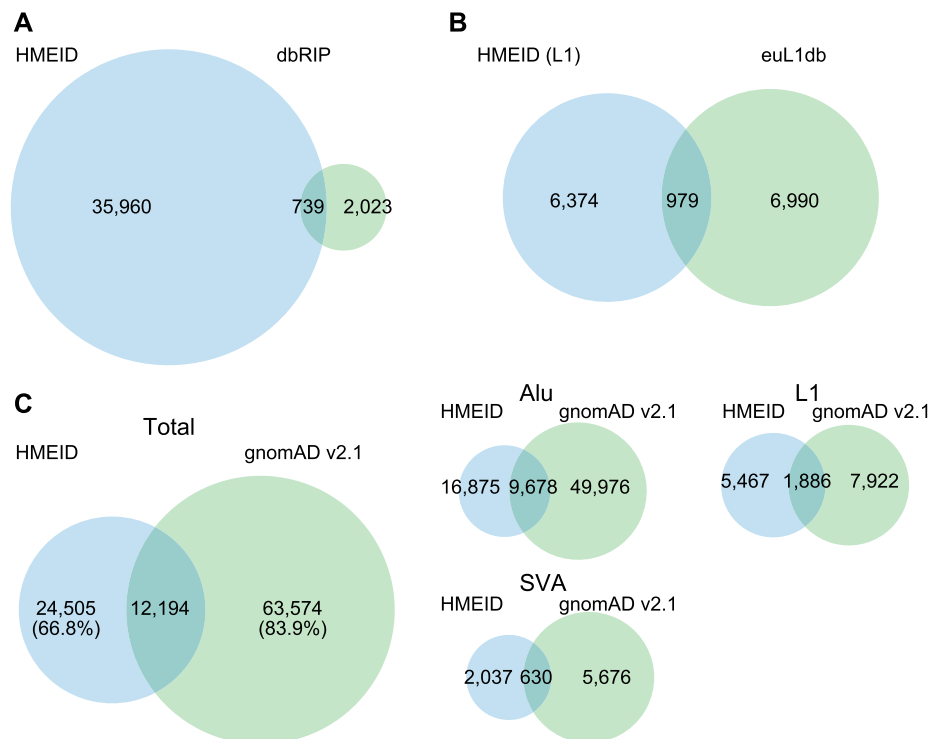 A
HMEID
dbRIP
35,960
739
2,023
B
HMEID (L1)
euL1db
6,374
979
6,990
C
Total
HMEID
gnomAD v2.1
24,505
(66.8%)
12,194
63,574
(83.9%)
Alu
HMEID
gnomAD v2.1
16,875
9,678
49,976
L1
HMEID
gnomAD v2.1
5,467
1,886
7,922
SVA
HMEID
gnomAD v2.1
2,037
630
5,676